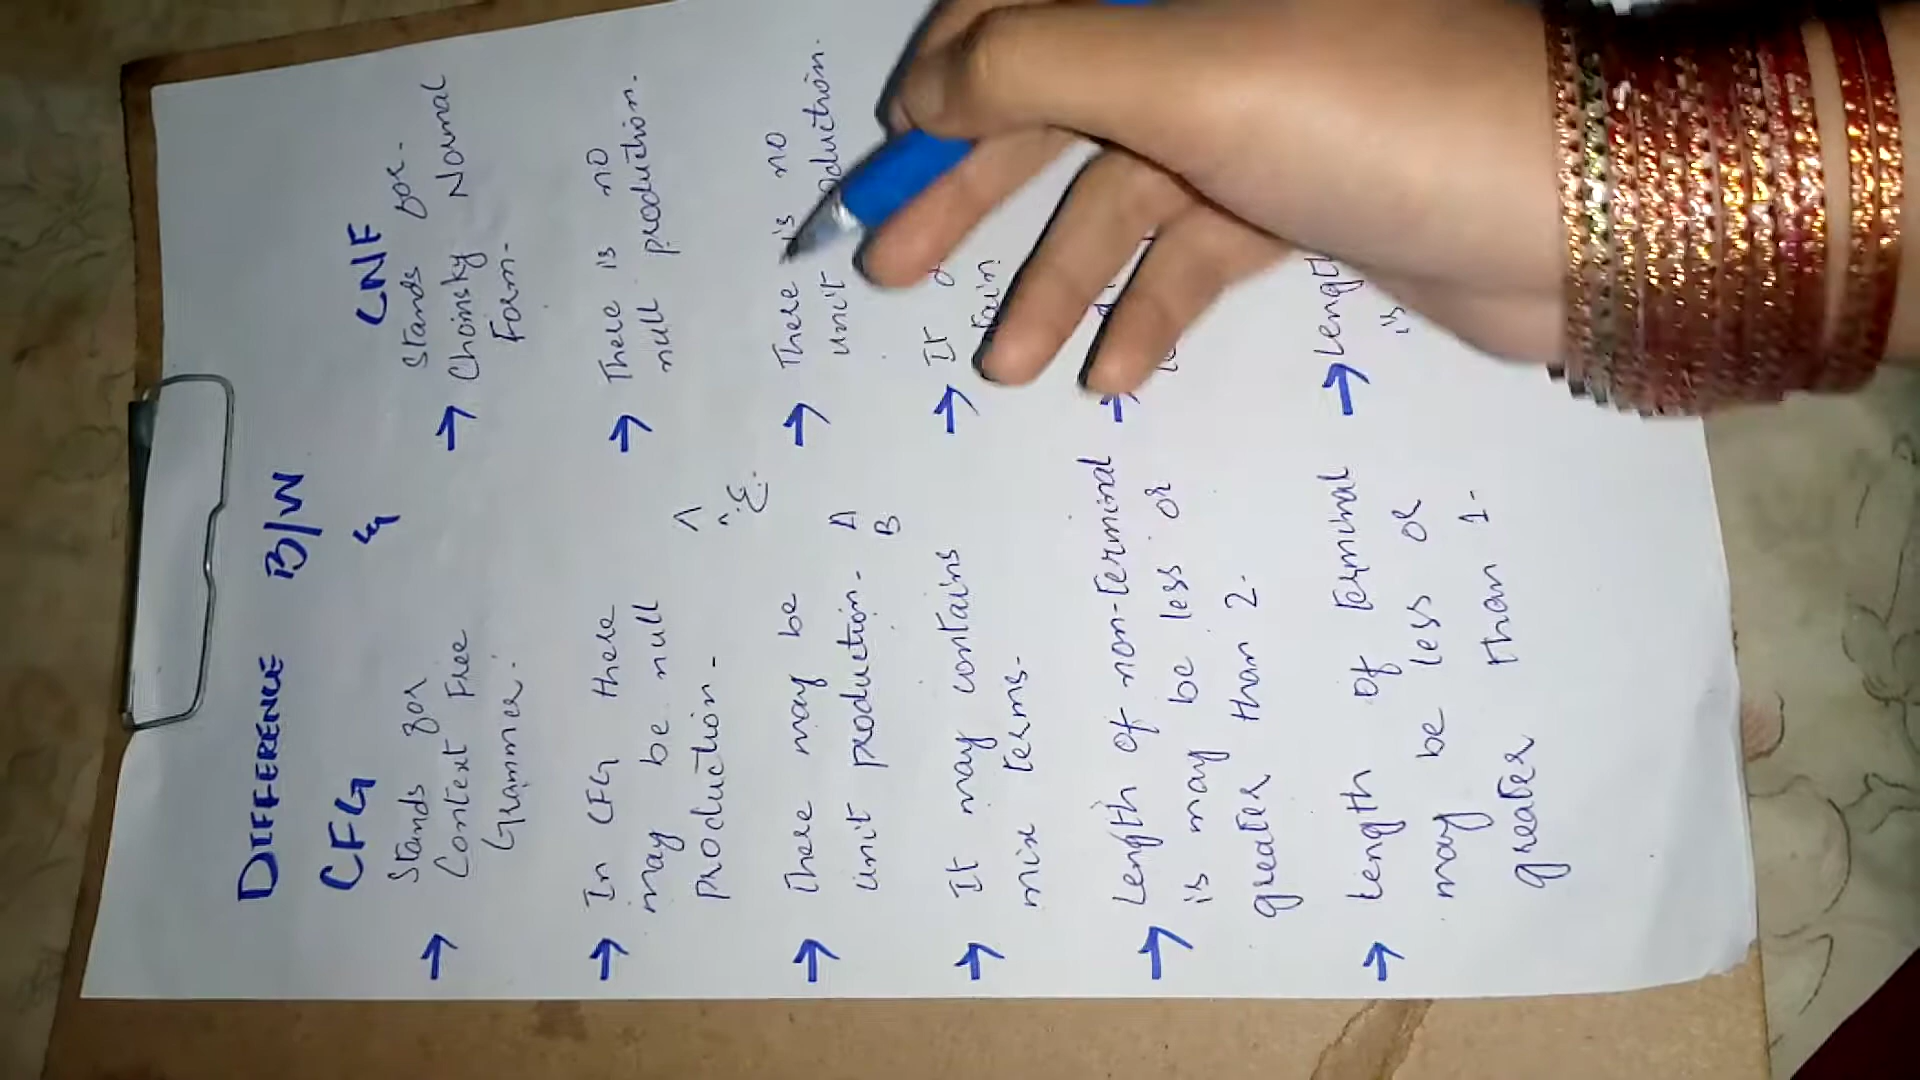 DIFFERENCE B/W
CFG & CNF
→ Stands for
Context Free
Grammer.
→ In CFG there
may be null
production.
^
^.ε.
→ There may be
unit production. A
B
→ It may contains
mix terms.
→ Length of non-terminal
is may be less or
greater than 2.
→ Length of terminal
may be less or
greater than 1.
Stands for.
→ Chomsky Normal
Form.
→ There is no
null production.
→ There is no
unit production.
→ It
→
→ Length
is